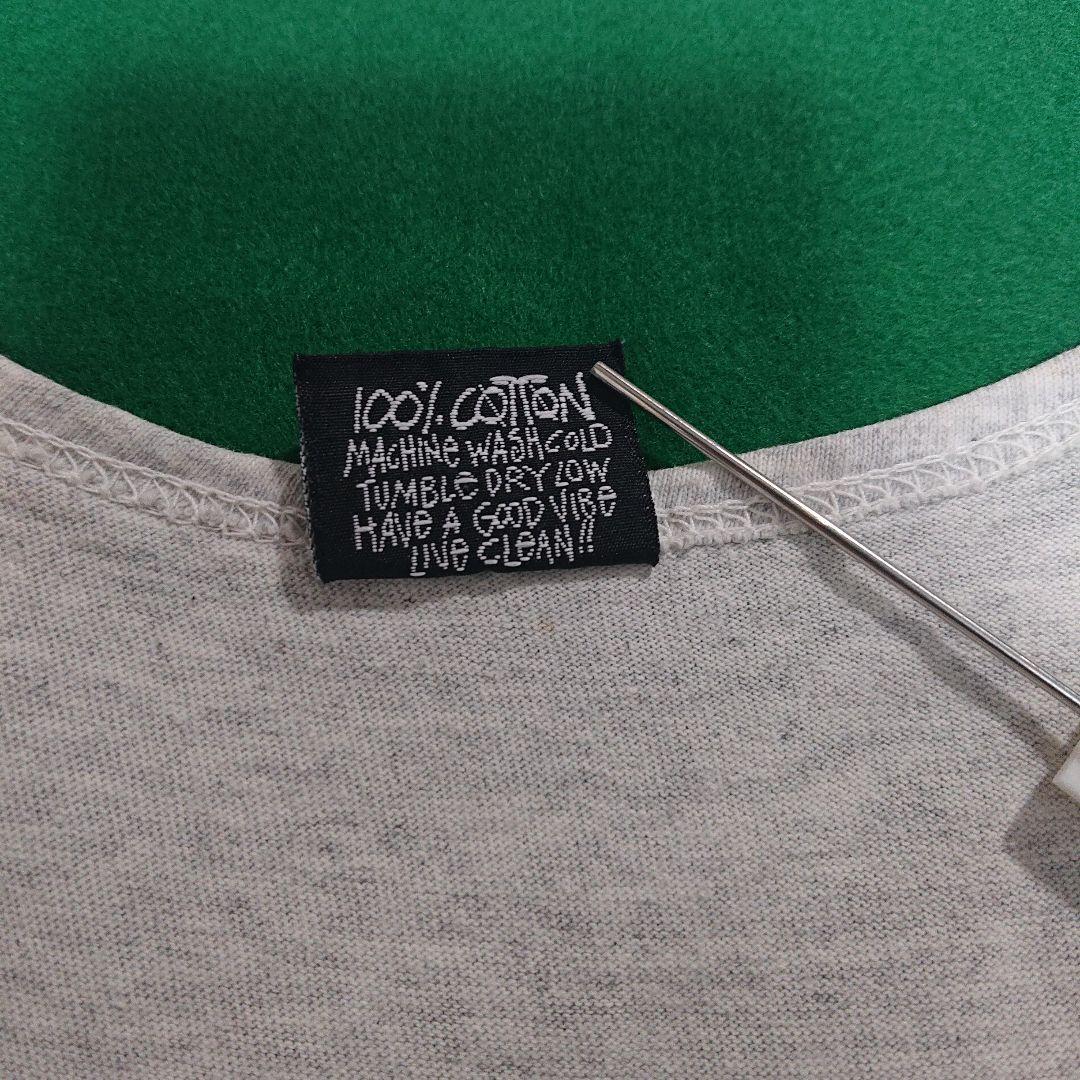 100% COTTON
MACHINE WASH COLD
TUMBLE DRY LOW
HAVE A GOOD VIBE
LIVE CLEAN!!